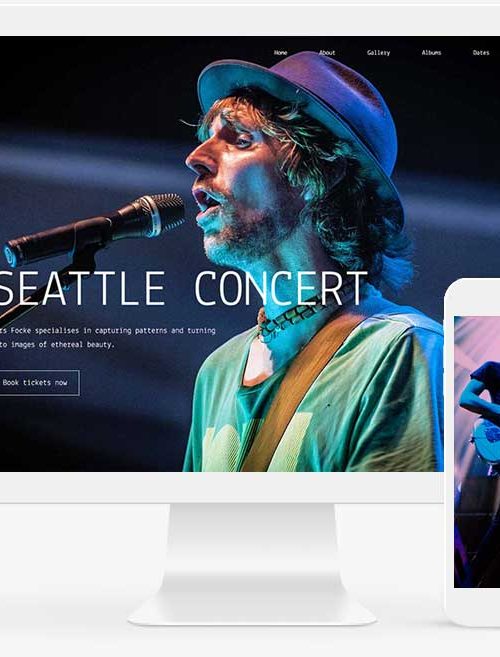 Home About Gallery Albums Dates
SEATTLE CONCERT
rs Focke specialises in capturing patterns and turning
to images of ethereal beauty.
Book tickets now